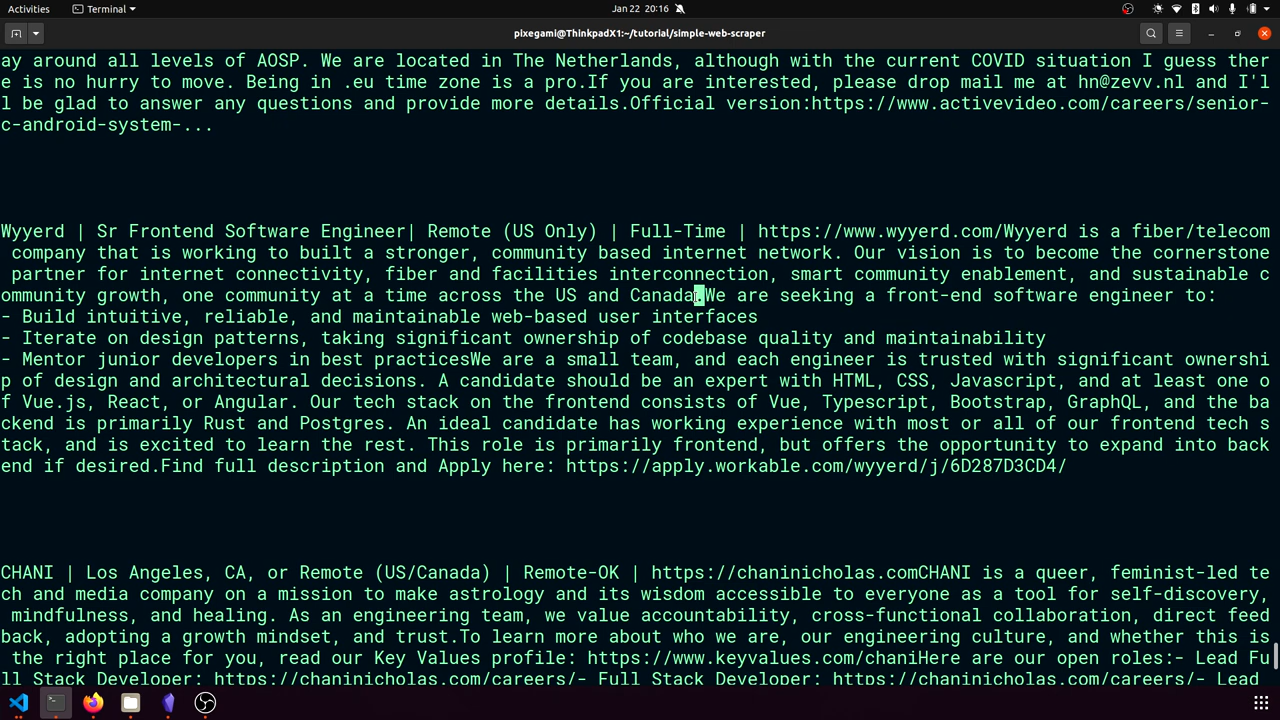 Activities
Terminal
Jan 22 20:16
pixegami@ThinkpadX1:~/tutorial/simple-web-scraper
ay around all levels of AOSP. We are located in The Netherlands, although with the current COVID situation I guess ther
e is no hurry to move. Being in .eu time zone is a pro.If you are interested, please drop mail me at hn@zevv.nl and I'l
l be glad to answer any questions and provide more details.Official version:https://www.activevideo.com/careers/senior-
c-android-system-...
Wyyerd | Sr Frontend Software Engineer| Remote (US Only) | Full-Time | https://www.wyyerd.com/Wyyerd is a fiber/telecom
 company that is working to built a stronger, community based internet network. Our vision is to become the cornerstone
 partner for internet connectivity, fiber and facilities interconnection, smart community enablement, and sustainable c
ommunity growth, one community at a time across the US and Canada.We are seeking a front-end software engineer to:
- Build intuitive, reliable, and maintainable web-based user interfaces
- Iterate on design patterns, taking significant ownership of codebase quality and maintainability
- Mentor junior developers in best practicesWe are a small team, and each engineer is trusted with significant ownershi
p of design and architectural decisions. A candidate should be an expert with HTML, CSS, Javascript, and at least one o
f Vue.js, React, or Angular. Our tech stack on the frontend consists of Vue, Typescript, Bootstrap, GraphQL, and the ba
ckend is primarily Rust and Postgres. An ideal candidate has working experience with most or all of our frontend tech s
tack, and is excited to learn the rest. This role is primarily frontend, but offers the opportunity to expand into back
end if desired.Find full description and Apply here: https://apply.workable.com/wyyerd/j/6D287D3CD4/
CHANI | Los Angeles, CA, or Remote (US/Canada) | Remote-OK | https://chaninicholas.comCHANI is a queer, feminist-led te
ch and media company on a mission to make astrology and its wisdom accessible to everyone as a tool for self-discovery,
 mindfulness, and healing. As an engineering team, we value accountability, cross-functional collaboration, direct feed
back, adopting a growth mindset, and trust.To learn more about who we are, our engineering culture, and whether this is
 the right place for you, read our Key Values profile: https://www.keyvalues.com/chaniHere are our open roles:- Lead Fu
ll Stack Developer: https://chaninicholas.com/careers/- Full Stack Developer: https://chaninicholas.com/careers/- Lead